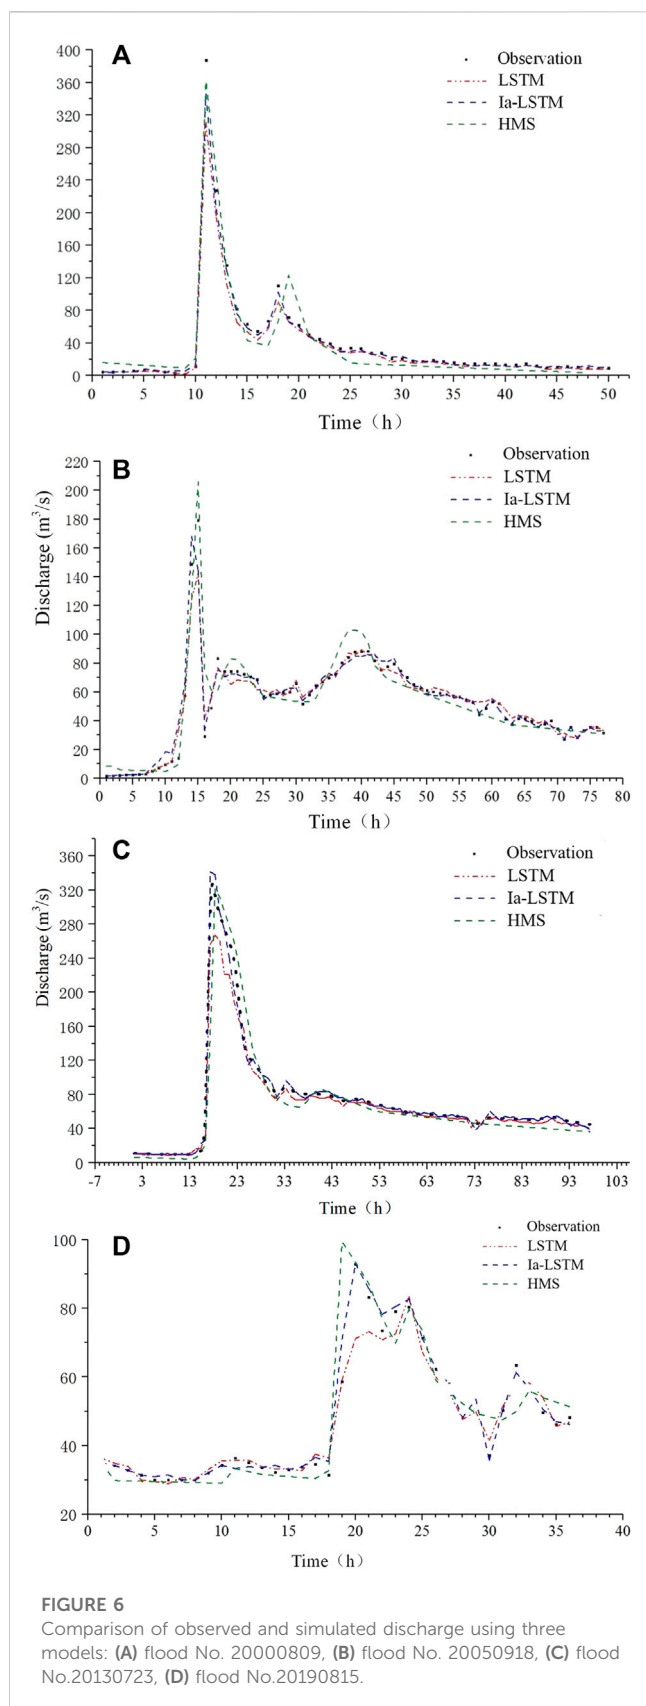 A
Observation
LSTM
Ia-LSTM
HMS
400
360
320
280
240
200
160
120
80
40
0
0 5 10 15 20 25 30 35 40 45 50
Time (h)
B
Observation
LSTM
Ia-LSTM
HMS
Discharge (m³/s)
220
200
180
160
140
120
100
80
60
40
20
0
0 5 10 15 20 25 30 35 40 45 50 55 60 65 70 75 80
Time (h)
C
Observation
LSTM
Ia-LSTM
HMS
Discharge (m³/s)
360
320
280
240
200
160
120
80
40
0
-7 3 13 23 33 43 53 63 73 83 93 103
Time (h)
D
Observation
LSTM
Ia-LSTM
HMS
100
80
60
40
20
0 5 10 15 20 25 30 35 40
Time (h)
FIGURE 6
Comparison of observed and simulated discharge using three
models: (A) flood No. 20000809, (B) flood No. 20050918, (C) flood
No.20130723, (D) flood No.20190815.